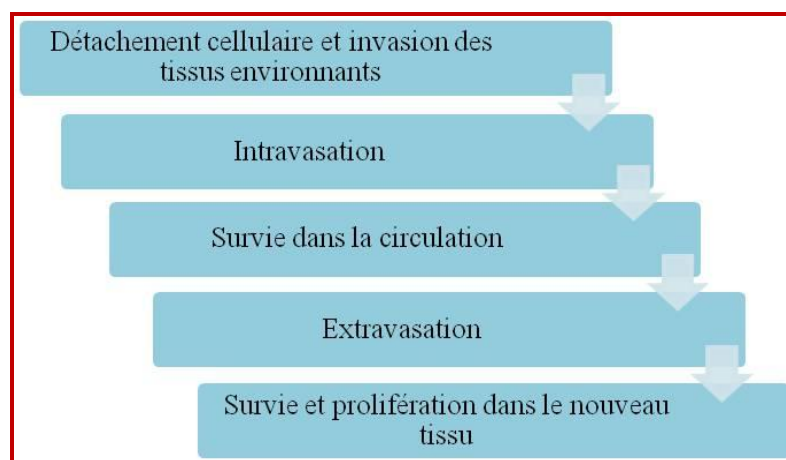 Détachement cellulaire et invasion des
tissus environnants
Intravasation
Survie dans la circulation
Extravasation
Survie et prolifération dans le nouveau
tissu